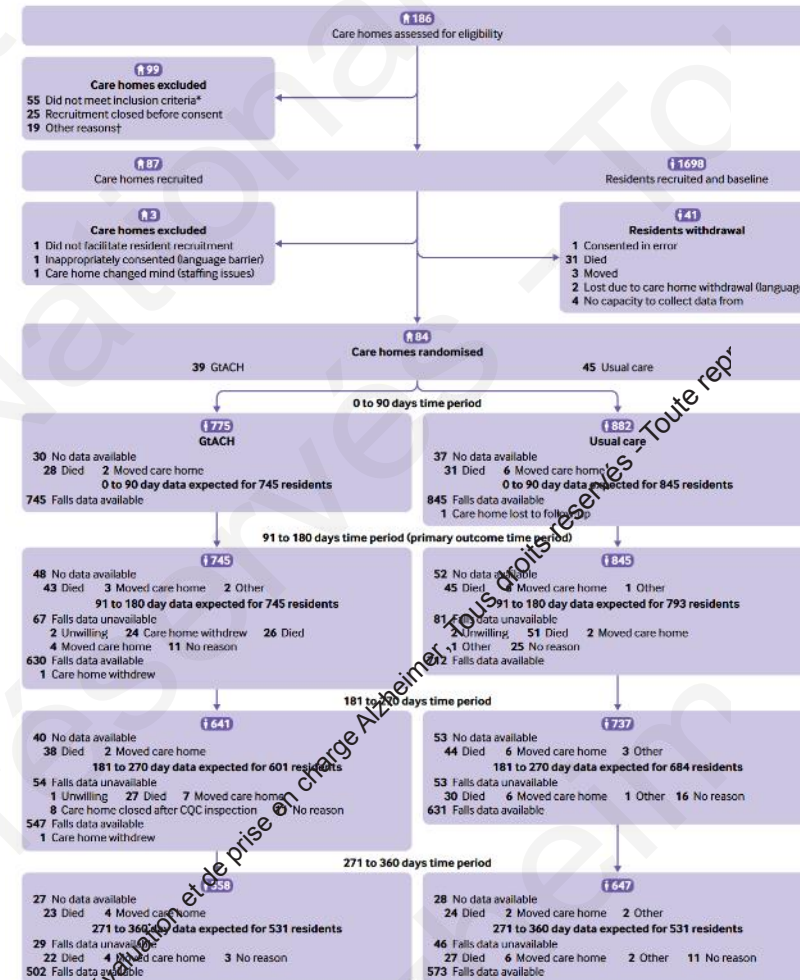 186
Care homes assessed for eligibility
99
Care homes excluded
55 Did not meet inclusion criteria*
25 Recruitment closed before consent
19 Other reasons†
87
Care homes recruited
1698
Residents recruited and baseline
3
Care homes excluded
1 Did not facilitate resident recruitment
1 Inappropriately consented (language barrier)
1 Care home changed mind (staffing issues)
41
Residents withdrawal
1 Consented in error
31 Died
3 Moved
2 Lost due to care home withdrawal (language
4 No capacity to collect data from
84
Care homes randomised
39 GtACH
45 Usual care
0 to 90 days time period
775
GtACH
30 No data available
28 Died 2 Moved care home
0 to 90 day data expected for 745 residents
745 Falls data available
882
Usual care
37 No data available
31 Died 6 Moved care home
0 to 90 day data expected for 845 residents
845 Falls data available
1 Care home lost to follow up
91 to 180 days time period (primary outcome time period)
745
48 No data available
43 Died 3 Moved care home 2 Other
91 to 180 day data expected for 745 residents
67 Falls data unavailable
2 Unwilling 24 Care home withdrew 26 Died
4 Moved care home 11 No reason
630 Falls data available
1 Care home withdrew
845
52 No data available
45 Died Moved care home 1 Other
91 to 180 day data expected for 793 residents
81 Falls data unavailable
2 Unwilling 51 Died 2 Moved care home
1 Other 25 No reason
712 Falls data available
181 to 270 days time period
641
40 No data available
38 Died 2 Moved care home
181 to 270 day data expected for 601 residents
54 Falls data unavailable
1 Unwilling 27 Died 7 Moved care home
8 Care home closed after CQC inspection No reason
547 Falls data available
1 Care home withdrew
737
53 No data available
44 Died 6 Moved care home 3 Other
181 to 270 day data expected for 684 residents
53 Falls data unavailable
30 Died 6 Moved care home 1 Other 16 No reason
631 Falls data available
271 to 360 days time period
558
27 No data available
23 Died 4 Moved care home
271 to 360 day data expected for 531 residents
29 Falls data unavailable
22 Died 4 Moved care home 3 No reason
502 Falls data available
647
28 No data available
24 Died 2 Moved care home 2 Other
271 to 360 day data expected for 531 residents
46 Falls data unavailable
27 Died 6 Moved care home 2 Other 11 No reason
573 Falls data available
évaluation et de prise en charge Alzheimer, Tous droits réservés - Toute repr